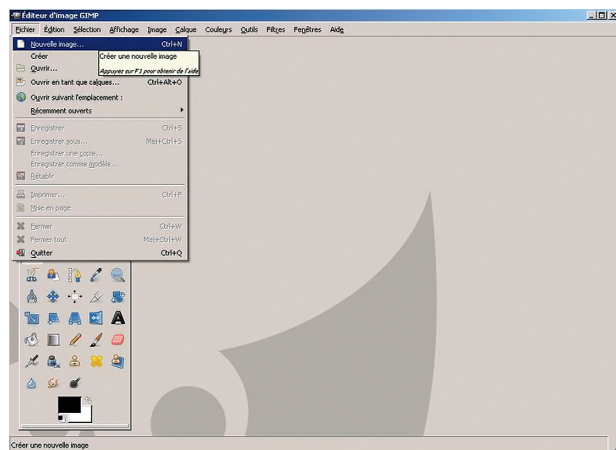 Éditeur d'image GIMP
Fichier Édition Sélection Affichage Image Calque Couleurs Outils Filtres Fenêtres Aide
Nouvelle image... Ctrl+N
Créer
Créer une nouvelle image
Appuyez sur F1 pour obtenir de l'aide
Ouvrir...
Ouvrir en tant que calques... Ctrl+Alt+O
Ouvrir suivant l'emplacement :
Récemment ouverts
Enregistrer Ctrl+S
Enregistrer sous... Maj+Ctrl+S
Enregistrer une copie...
Enregistrer comme modèle...
Rétablir
Imprimer... Ctrl+P
Mise en page
Fermer Ctrl+W
Fermer tout Maj+Ctrl+W
Quitter Ctrl+Q
Créer une nouvelle image